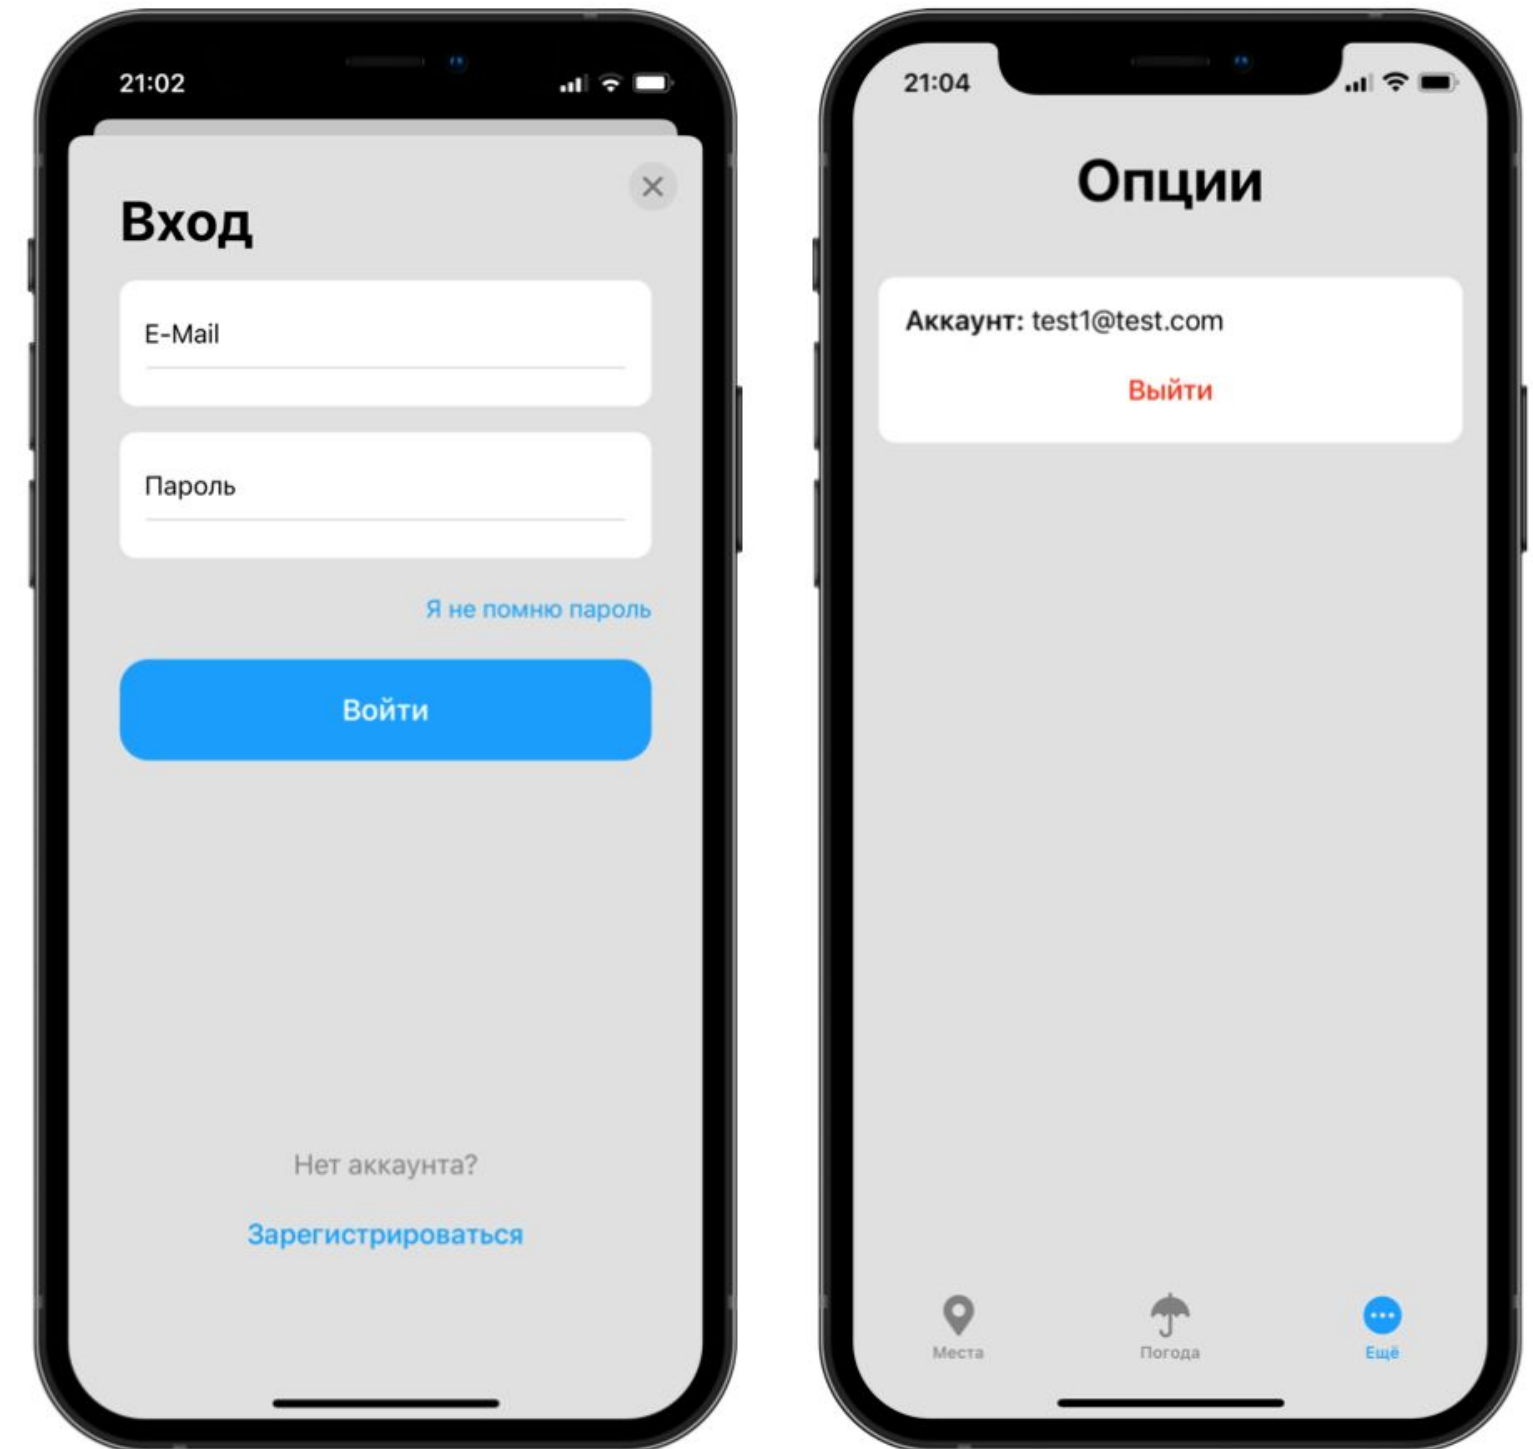 21:02
Вход
E-Mail
Пароль
Я не помню пароль
Войти
Нет аккаунта?
Зарегистрироваться
21:04
Опции
Аккаунт: test1@test.com
Выйти
Места
Погода
Ещё